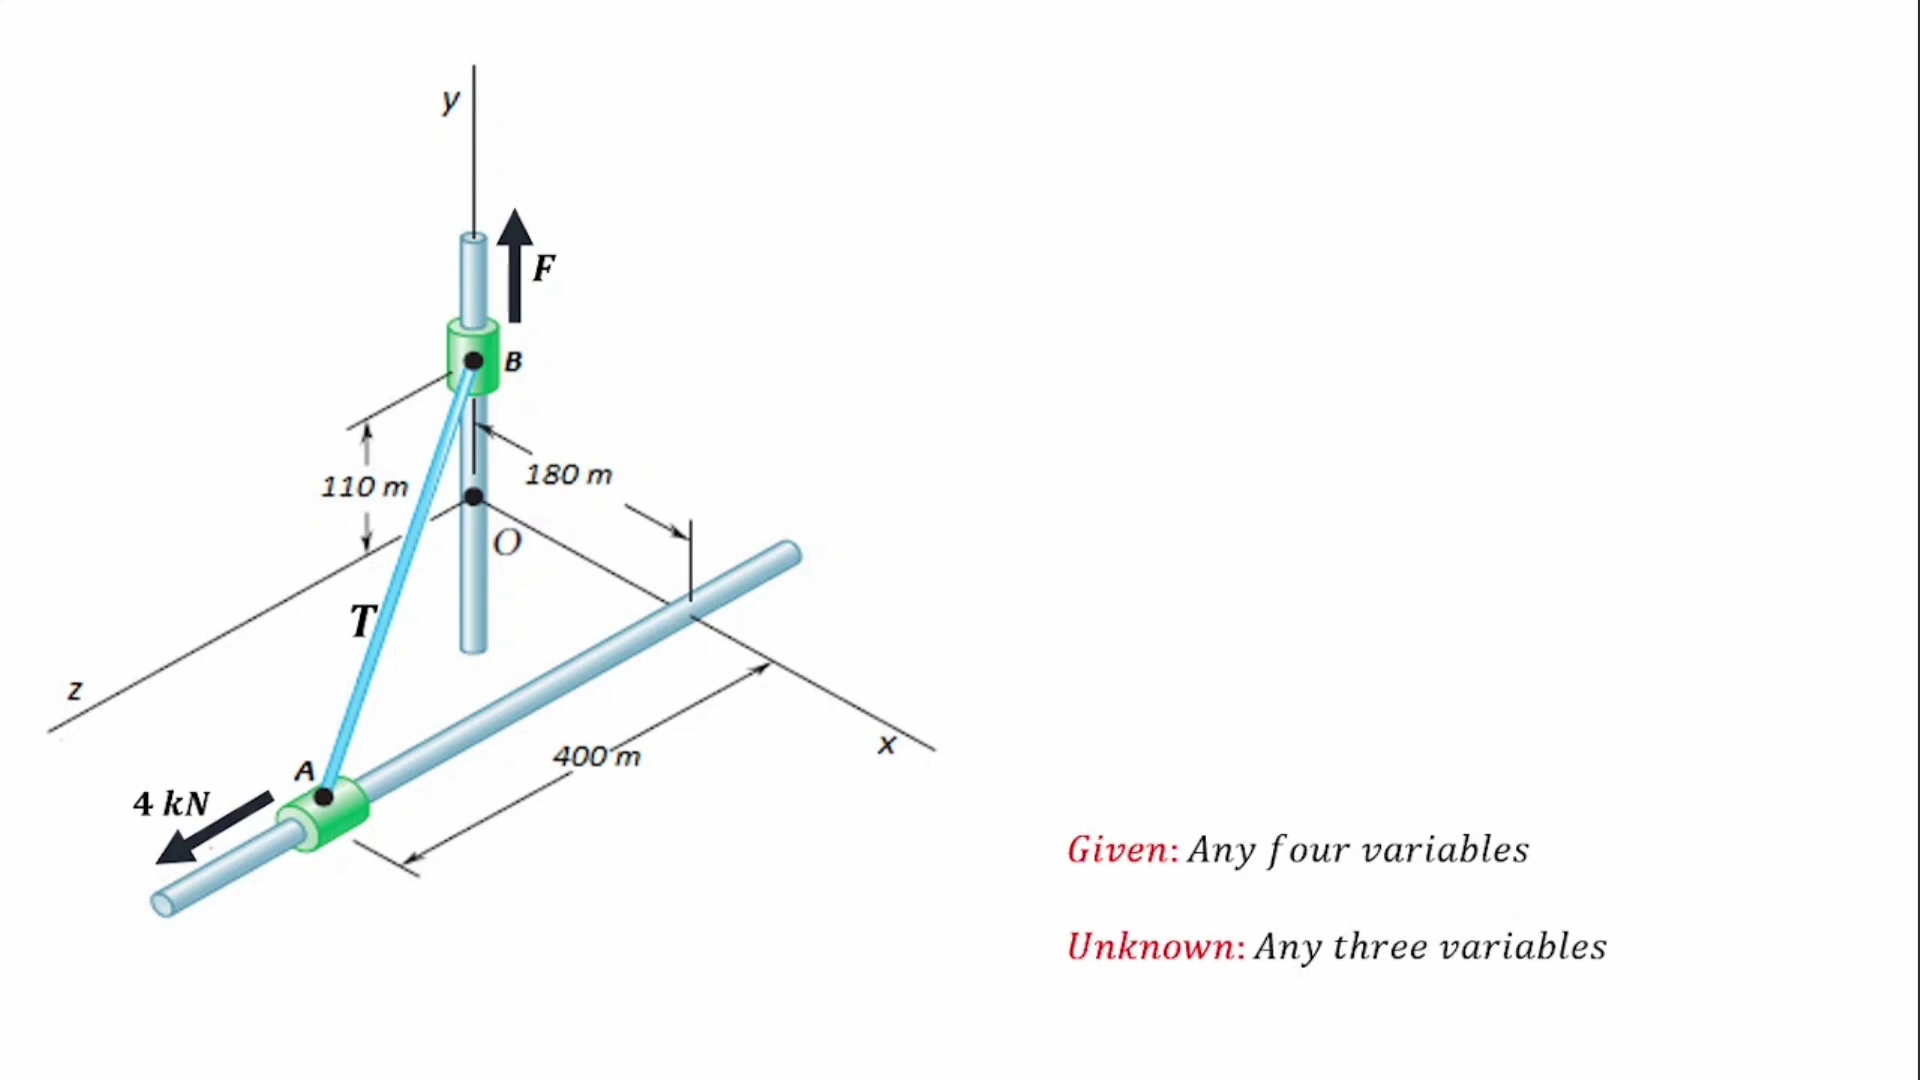 y
F
B
180 m
110 m
O
T
z
x
A
400 m
4 kN
Given: Any four variables
Unknown: Any three variables